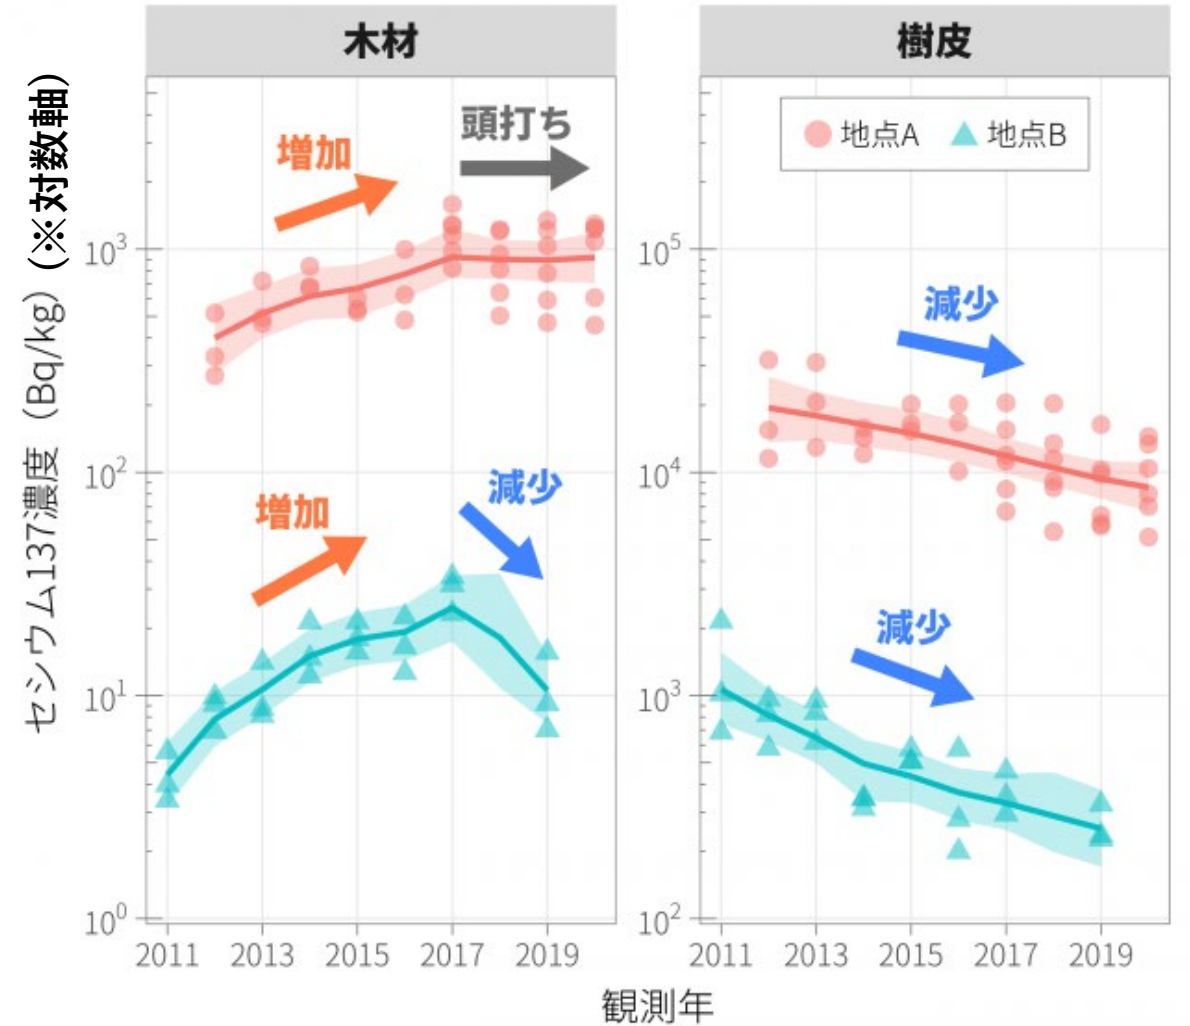 木材
樹皮
セシウム137濃度（Bq/kg）(※対数軸)
増加
頭打ち
増加
減少
10³
10²
10¹
10⁰
2011 2013 2015 2017 2019
地点A 地点B
減少
減少
10⁵
10⁴
10³
10²
2011 2013 2015 2017 2019
観測年